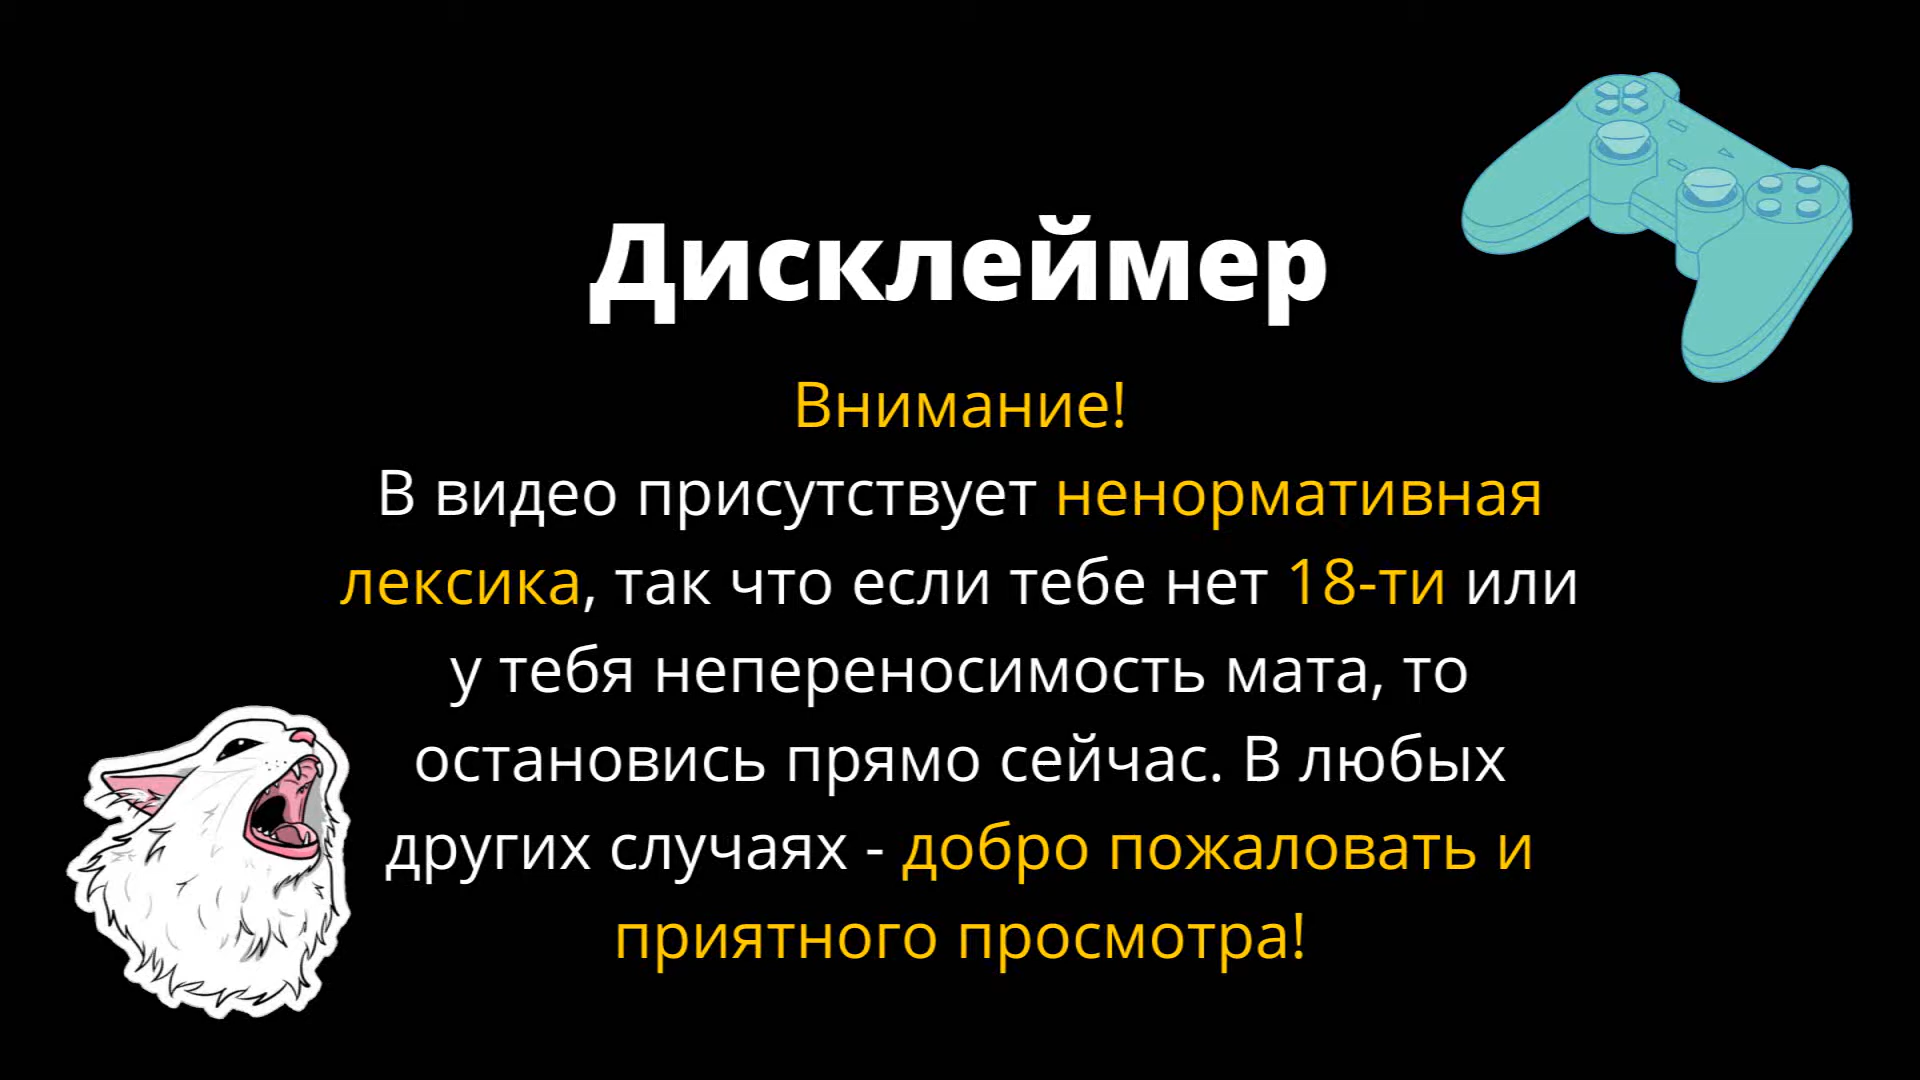 Дисклеймер
Внимание!
В видео присутствует ненормативная
лексика, так что если тебе нет 18-ти или
у тебя непереносимость мата, то
остановись прямо сейчас. В любых
других случаях - добро пожаловать и
приятного просмотра!